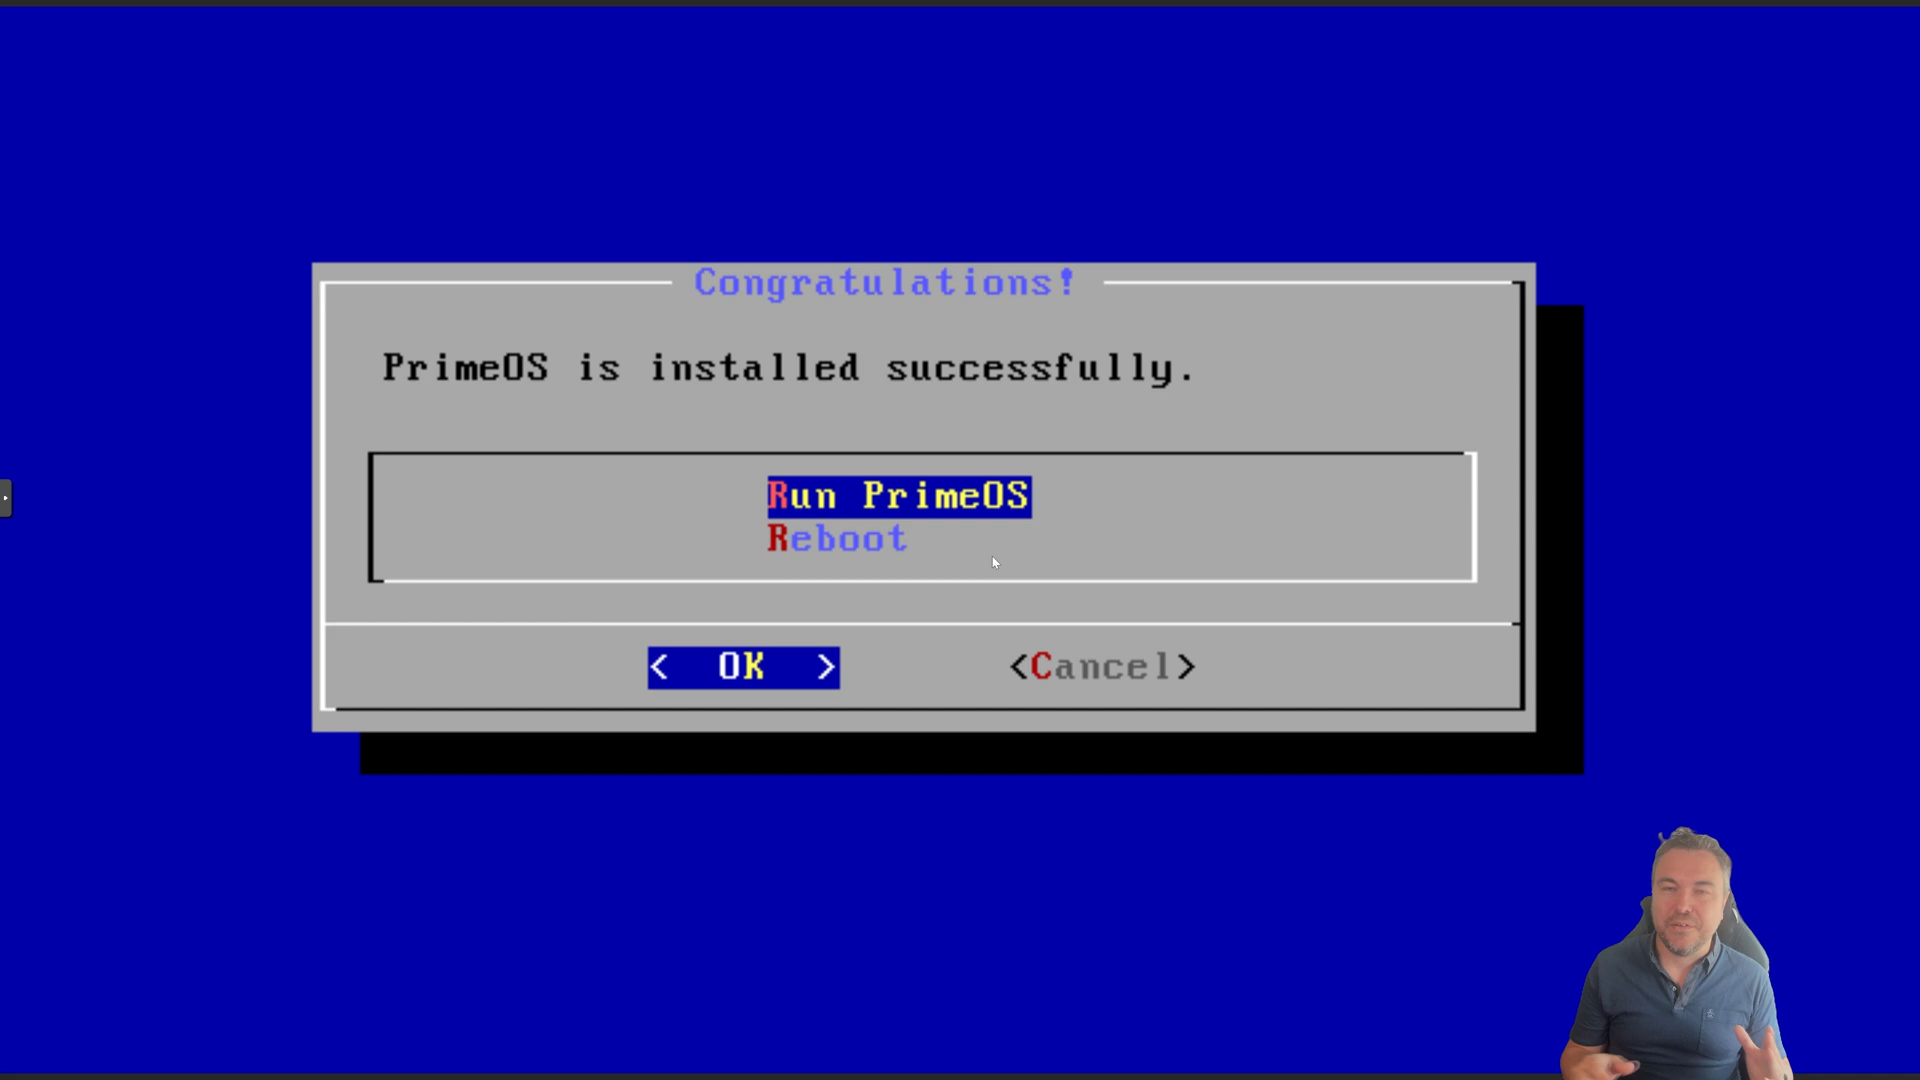 Congratulations!
PrimeOS is installed successfully.
Run PrimeOS
Reboot
< OK > <Cancel>